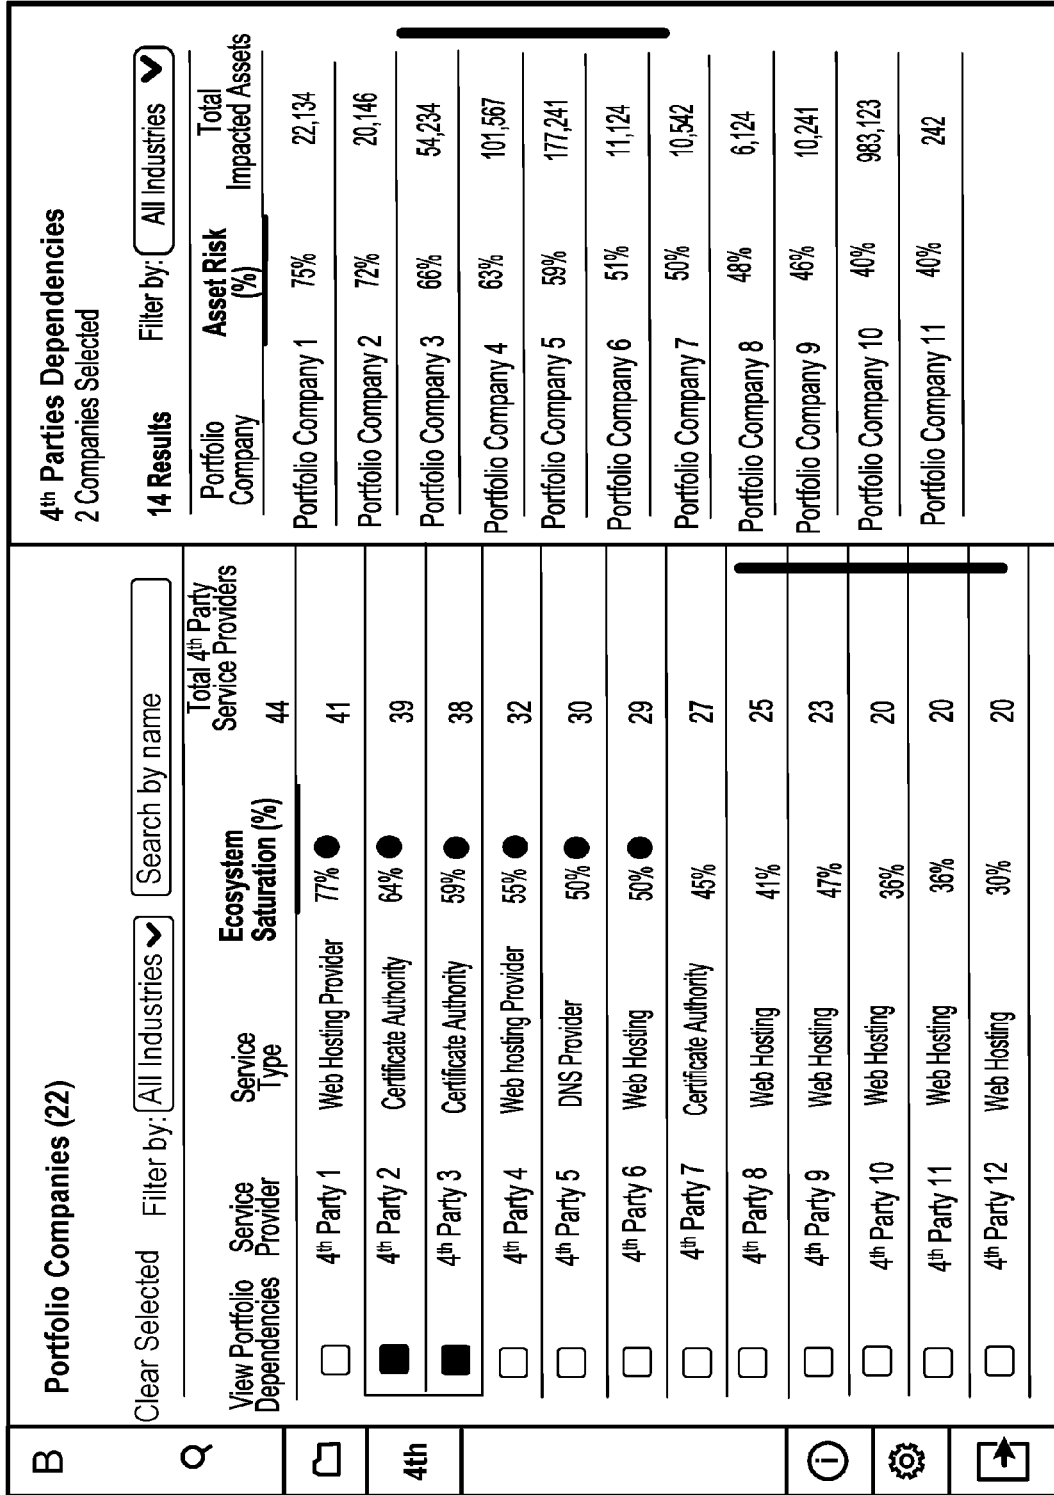 B
4th
Portfolio Companies (22)
Clear Selected Filter by: All Industries Search by name
View Portfolio Dependencies Service Provider Service Type Ecosystem Saturation (%) Total 4th Party Service Providers
44
4th Party 1 Web Hosting Provider 77% 41
4th Party 2 Certificate Authority 64% 39
4th Party 3 Certificate Authority 59% 38
4th Party 4 Web hosting Provider 55% 32
4th Party 5 DNS Provider 50% 30
4th Party 6 Web Hosting 50% 29
4th Party 7 Certificate Authority 45% 27
4th Party 8 Web Hosting 41% 25
4th Party 9 Web Hosting 47% 23
4th Party 10 Web Hosting 36% 20
4th Party 11 Web Hosting 36% 20
4th Party 12 Web Hosting 30% 20
4th Parties Dependencies
2 Companies Selected
14 Results Filter by: All Industries
Portfolio Company Asset Risk (%) Total Impacted Assets
Portfolio Company 1 75% 22,134
Portfolio Company 2 72% 20,146
Portfolio Company 3 66% 54,234
Portfolio Company 4 63% 101,567
Portfolio Company 5 59% 177,241
Portfolio Company 6 51% 11,124
Portfolio Company 7 50% 10,542
Portfolio Company 8 48% 6,124
Portfolio Company 9 46% 10,241
Portfolio Company 10 40% 983,123
Portfolio Company 11 40% 242